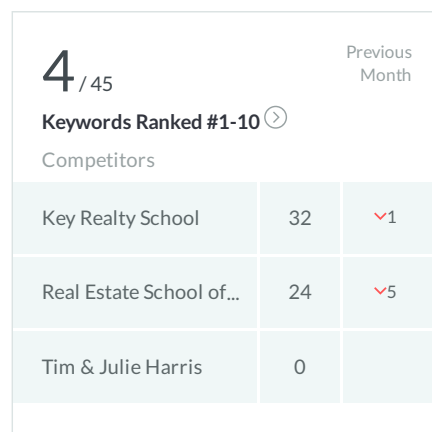 Previous
Month
4 / 45
Keywords Ranked #1-10
Competitors
Key Realty School 32 1
Real Estate School of... 24 5
Tim & Julie Harris 0